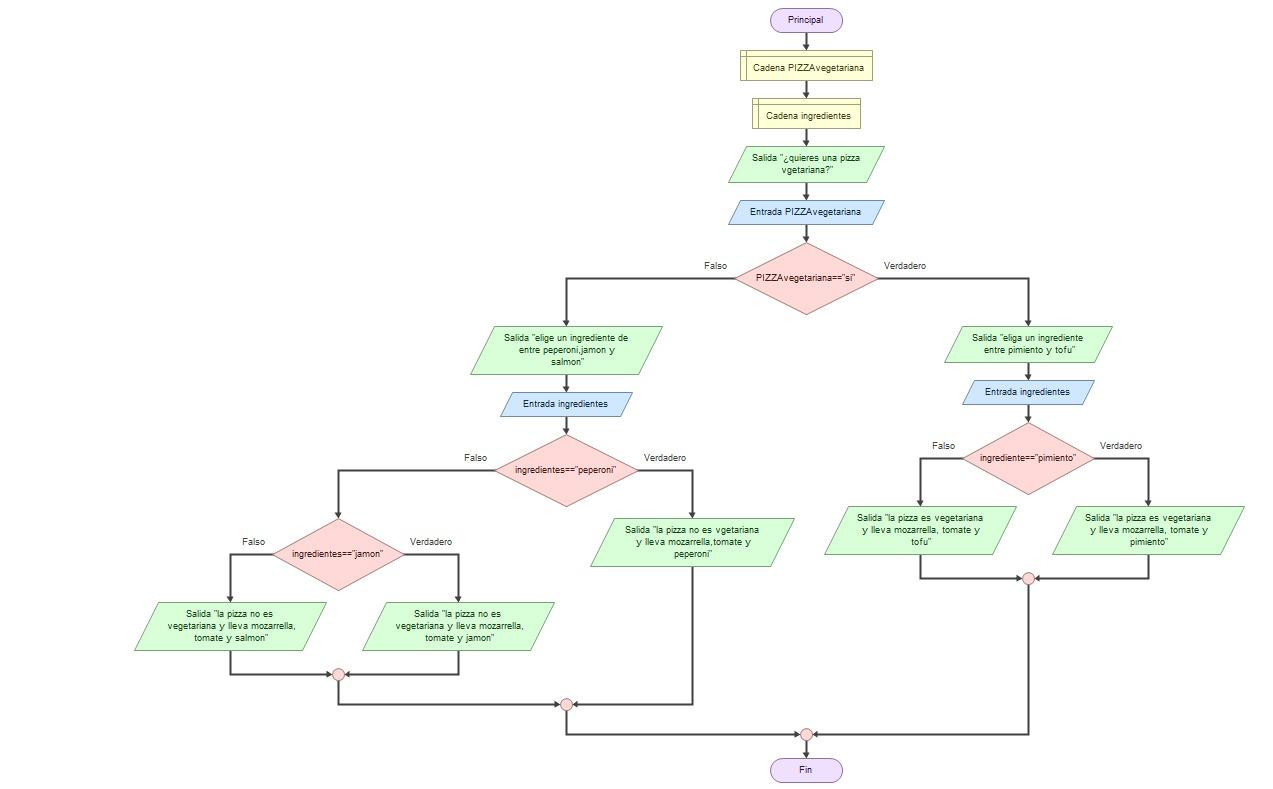 Principal
Cadena PIZZAvegetariana
Cadena ingredientes
Salida "¿quieres una pizza
vgetariana?"
Entrada PIZZAvegetariana
Falso
PIZZAvegetariana=="si"
Verdadero
Salida "elige un ingrediente de
entre peperoni,jamon y
salmon"
Entrada ingredientes
Falso
ingredientes=="peperoni"
Verdadero
Falso
ingredientes=="jamon"
Verdadero
Salida "la pizza no es
vegetariana y lleva mozarrella,
tomate y salmon"
Salida "la pizza no es
vegetariana y lleva mozarrella,
tomate y jamon"
Salida "la pizza no es vgetariana
y lleva mozarrella,tomate y
peperoni"
Salida "eliga un ingrediente
entre pimiento y tofu"
Entrada ingredientes
Falso
ingrediente=="pimiento"
Verdadero
Salida "la pizza es vegetariana
y lleva mozarrella, tomate y
tofu"
Salida "la pizza es vegetariana
y lleva mozarrella, tomate y
pimiento"
Fin